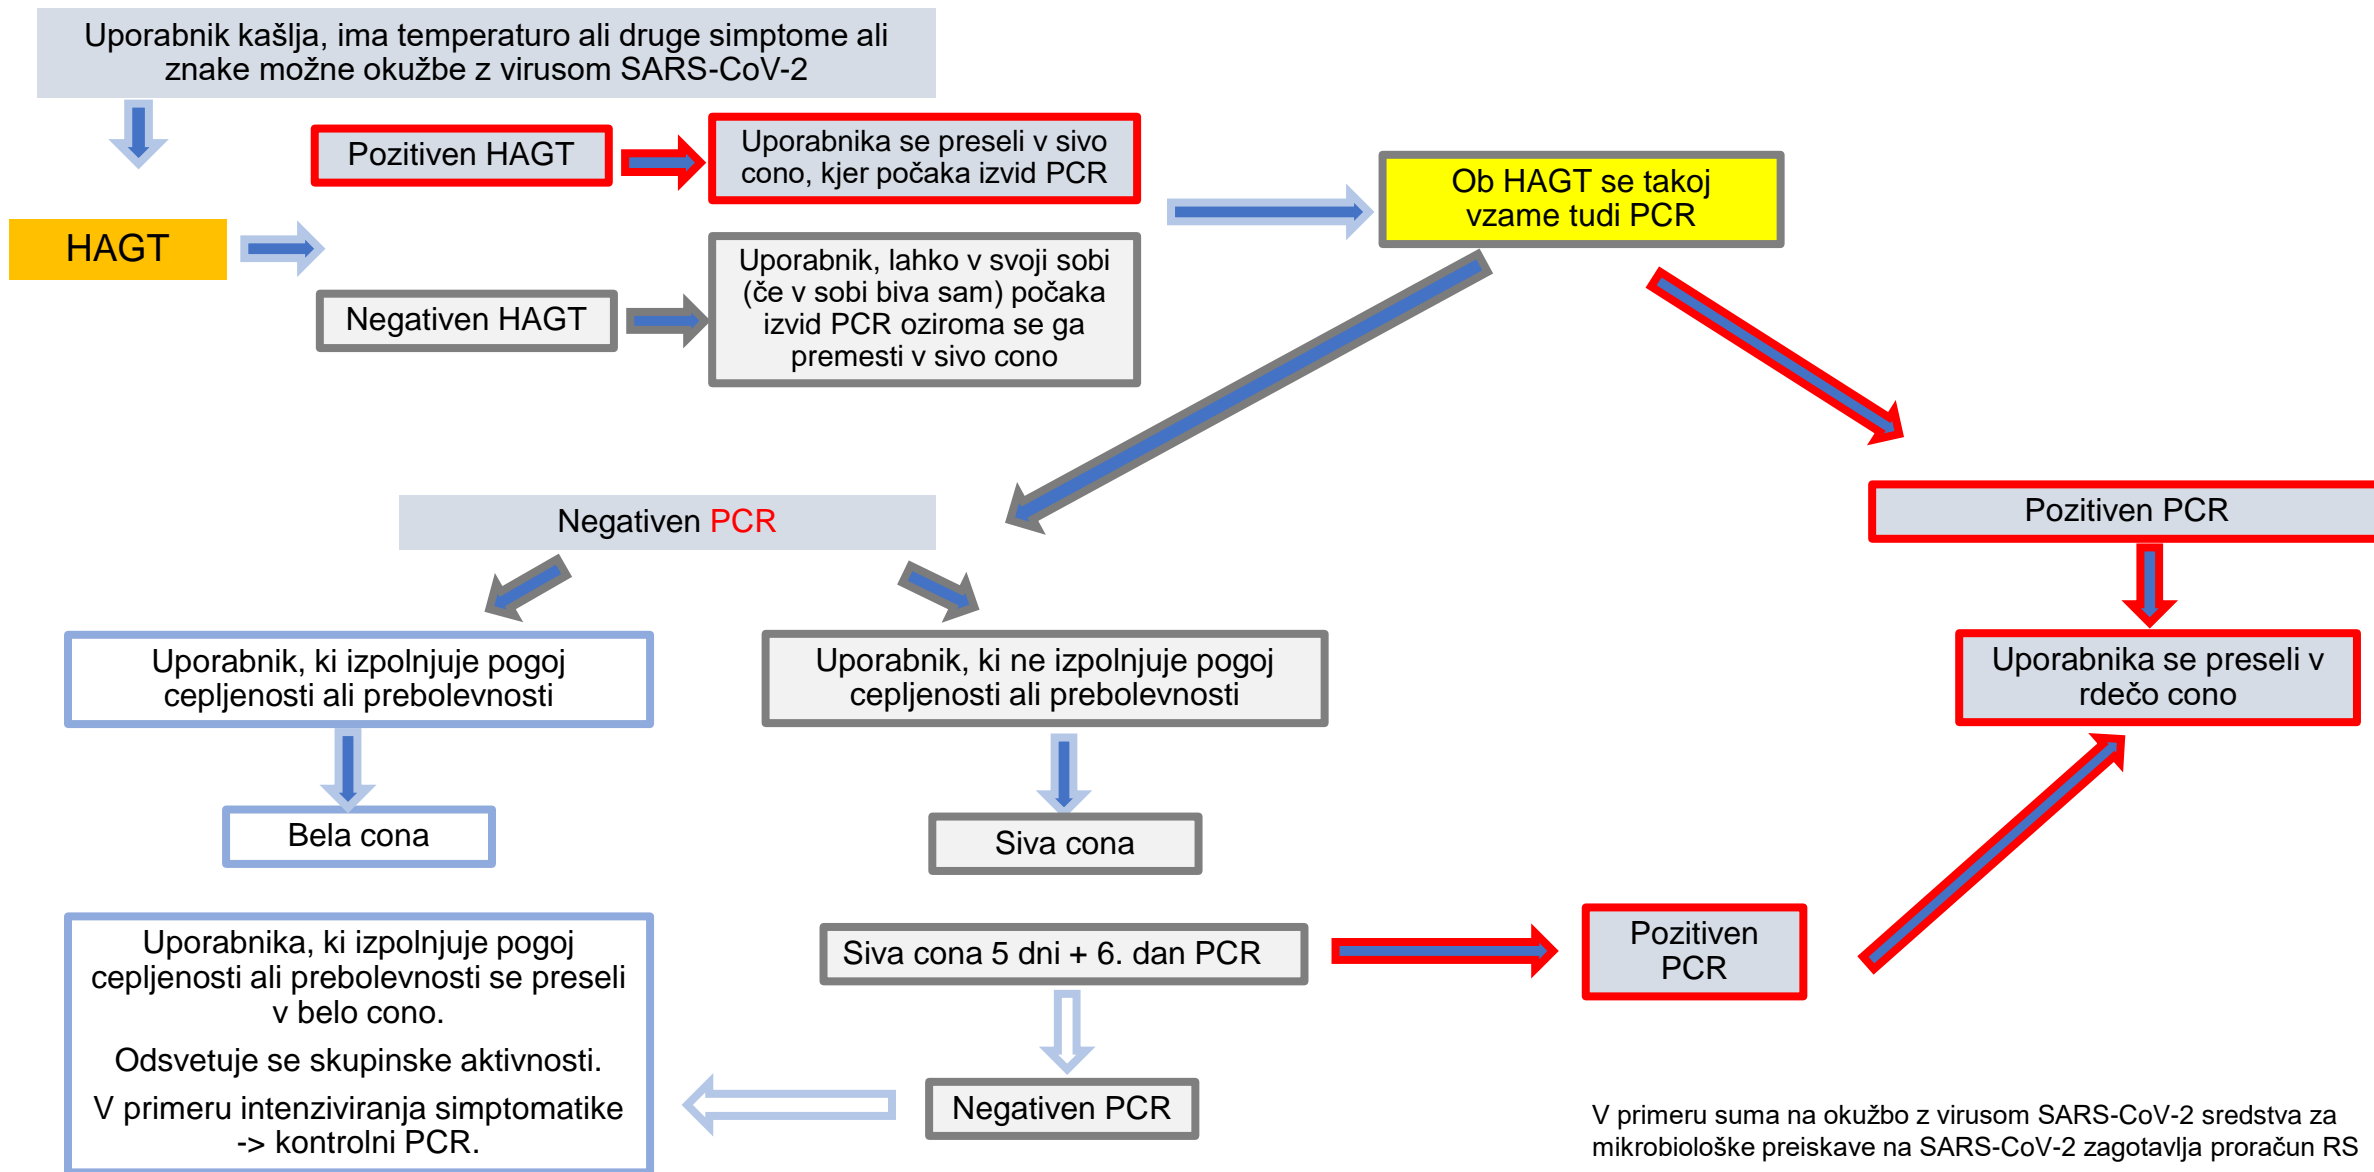 Uporabnik kašlja, ima temperaturo ali druge simptome ali
znake možne okužbe z virusom SARS-CoV-2
Pozitiven HAGT
Uporabnika se preseli v sivo
cono, kjer počaka izvid PCR
Ob HAGT se takoj
vzame tudi PCR
HAGT
Negativen HAGT
Uporabnik, lahko v svoji sobi
(če v sobi biva sam) počaka
izvid PCR oziroma se ga
premesti v sivo cono
Negativen PCR
Pozitiven PCR
Uporabnik, ki izpolnjuje pogoj
cepljenosti ali prebolevnosti
Uporabnik, ki ne izpolnjuje pogoj
cepljenosti ali prebolevnosti
Uporabnika se preseli v
rdečo cono
Bela cona
Siva cona
Uporabnika, ki izpolnjuje pogoj
cepljenosti ali prebolevnosti se preseli
v belo cono.
Odsvetuje se skupinske aktivnosti.
V primeru intenziviranja simptomatike
-> kontrolni PCR.
Siva cona 5 dni + 6. dan PCR
Pozitiven
PCR
Negativen PCR
V primeru suma na okužbo z virusom SARS-CoV-2 sredstva za
mikrobiološke preiskave na SARS-CoV-2 zagotavlja proračun RS